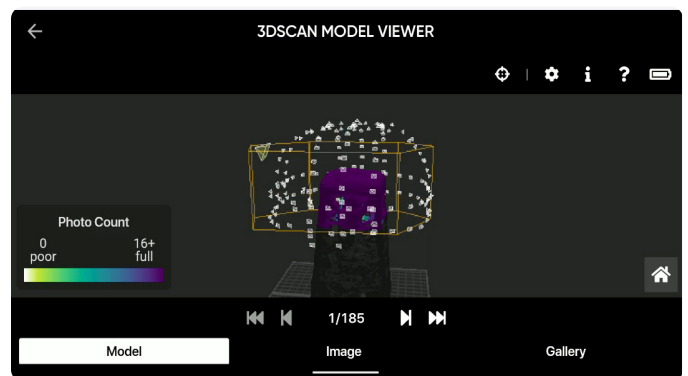 3DSCAN MODEL VIEWER
Photo Count
0 16+
poor full
1/185
Model Image Gallery